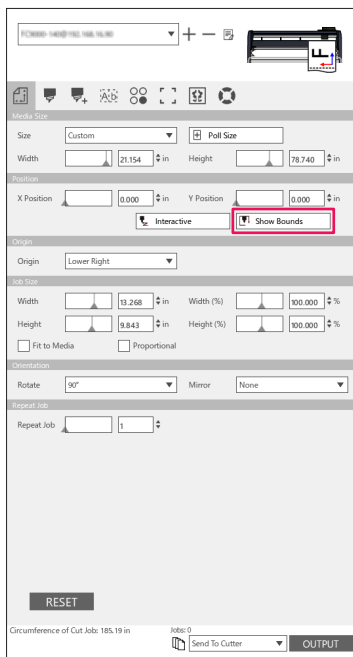 A·b
Media Size
Size Custom Poll Size
Width 21.154 in Height 78.740 in
Position
X Position 0.000 in Y Position 0.000 in
Interactive Show Bounds
Origin
Origin Lower Right
Job Size
Width 13.268 in Width (%) 100.000 %
Height 9.843 in Height (%) 100.000 %
Fit to Media Proportional
Orientation
Rotate 90° Mirror None
Repeat Job
Repeat Job 1
RESET
Circumference of Cut Job: 185.19 in Jobs: 0
Send To Cutter OUTPUT